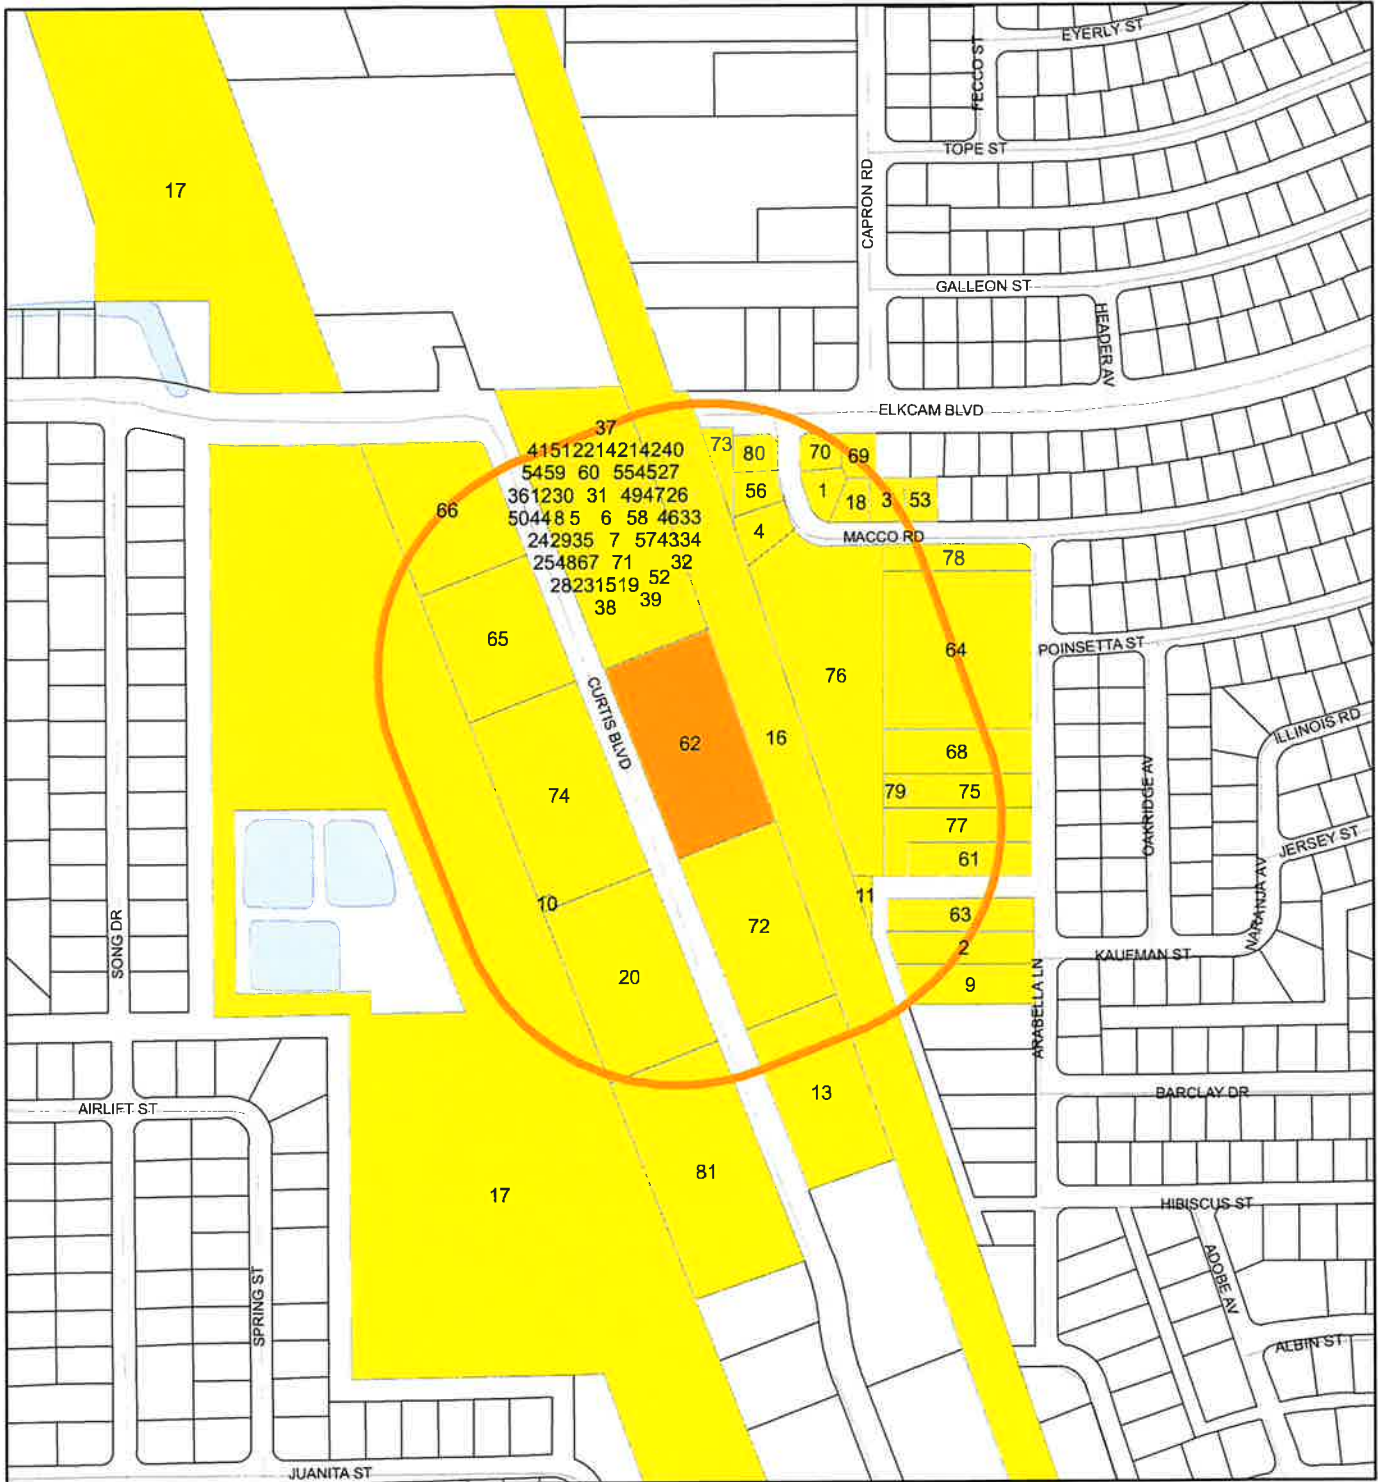 EYERLY ST
FECCO ST
TOPE ST
CAPRON RD
17
GALLEON ST
HEADER AV
ELKCAM BLVD
37
415122142142 40
5459 60 554527
361230 31 494726
5044 8 5 6 58 4633
242935 7 574334
254867 71 32
28231519 52
38 39
73 80 70 69
56 1 18 3 53
4
MACCO RD
66
78
65
64
POINSETTA ST
76
CURTIS BLVD
62
16
68
ILLINOIS RD
OAKRIDGE AV
74
79 75
77
61
JERSEY ST
10
11
63
NARANJA AV
72
2
KAUFMAN ST
SONG DR
20
9
ARABELLA LN
13
BARCLAY DR
AIRLIFT ST
81
17
HIBISCUS ST
ADOBE AV
SPRING ST
ALBIN ST
JUANITA ST